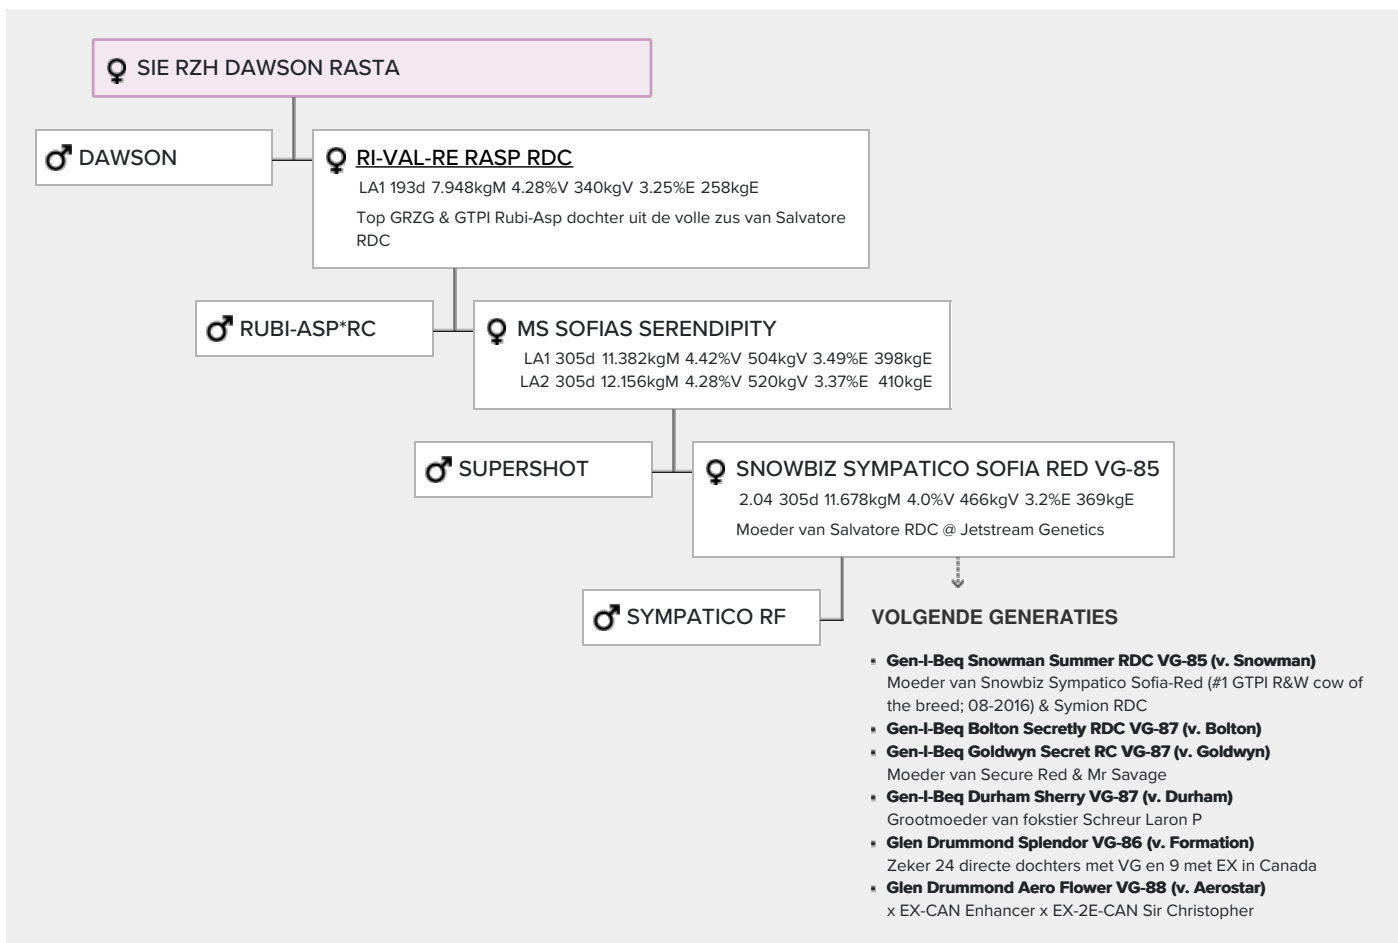 ♀ SIE RZH DAWSON RASTA
♂ DAWSON
♀ RI-VAL-RE RASP RDC
LA1 193d 7.948kgM 4.28%V 340kgV 3.25%E 258kgE
Top GRZG & GTPI Rubi-Asp dochter uit de volle zus van Salvatore
RDC
♂ RUBI-ASP*RC
♀ MS SOFIAS SERENDIPITY
LA1 305d 11.382kgM 4.42%V 504kgV 3.49%E 398kgE
LA2 305d 12.156kgM 4.28%V 520kgV 3.37%E 410kgE
♂ SUPERSHOT
♀ SNOWBIZ SYMPATICO SOFIA RED VG-85
2.04 305d 11.678kgM 4.0%V 466kgV 3.2%E 369kgE
Moeder van Salvatore RDC @ Jetstream Genetics
♂ SYMPATICO RF
VOLGENDE GENERATIES
▪ Gen-I-Beq Snowman Summer RDC VG-85 (v. Snowman)
Moeder van Snowbiz Sympatico Sofia-Red (#1 GTPI R&W cow of
the breed; 08-2016) & Symion RDC
▪ Gen-I-Beq Bolton Secretly RDC VG-87 (v. Bolton)
▪ Gen-I-Beq Goldwyn Secret RC VG-87 (v. Goldwyn)
Moeder van Secure Red & Mr Savage
▪ Gen-I-Beq Durham Sherry VG-87 (v. Durham)
Grootmoeder van fokstier Schreur Laron P
▪ Glen Drummond Splendor VG-86 (v. Formation)
Zeker 24 directe dochters met VG en 9 met EX in Canada
▪ Glen Drummond Aero Flower VG-88 (v. Aerostar)
x EX-CAN Enhancer x EX-2E-CAN Sir Christopher